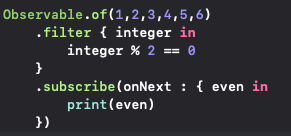 Observable.of(1,2,3,4,5,6)
    .filter { integer in
        integer % 2 == 0
    }
    .subscribe(onNext : { even in
        print(even)
    })